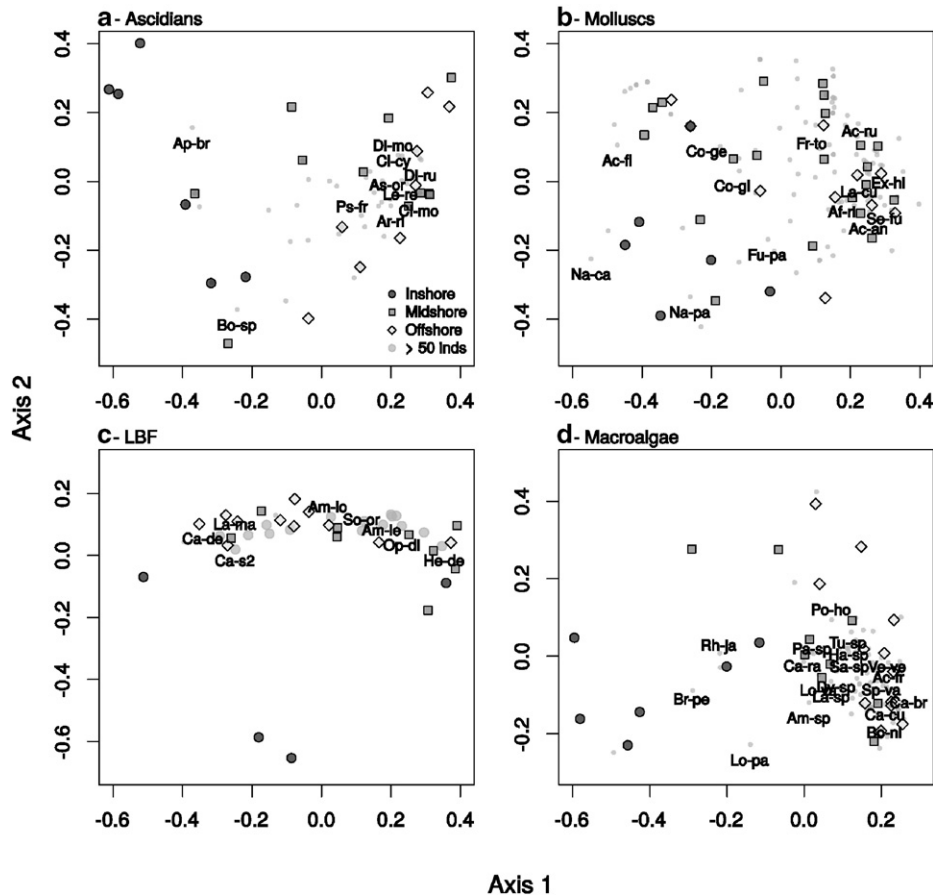 a - Ascidians
0.4
0.2
0.0
-0.2
-0.4
Ap-br
Di-mo
Cl-cy
Di-ru
As-or
Le-re
Cl-mo
Ps-fr
Ar-ri
Bo-sp
Inshore
Midshore
Offshore
> 50 Inds
-0.6 -0.4 -0.2 0.0 0.2 0.4
b - Molluscs
0.4
0.2
0.0
-0.2
-0.4
Ac-fl
Co-ge
Fr-to
Ac-ru
Co-gl
La-cu
Ex-hi
Af-ri
Se-fu
Ac-an
Fu-pa
Na-ca
Na-pa
-0.6 -0.4 -0.2 0.0 0.2 0.4
Axis 2
c - LBF
0.2
0.0
-0.2
-0.4
-0.6
Am-lo
La-ma
So-or
Ca-de
Am-le
Op-di
Ca-s2
He-de
-0.6 -0.4 -0.2 0.0 0.2 0.4
d - Macroalgae
0.4
0.2
0.0
-0.2
Po-ho
Rh-ja
Pa-sp
Tu-sp
Ha-sp
Ca-ra
Sa-sp
Ve-ve
Ac-fr
Br-pe
Sp-va
La-sp
Ca-br
Am-sp
Ca-cu
Bo-ni
Lo-pa
-0.6 -0.4 -0.2 0.0 0.2
Axis 1